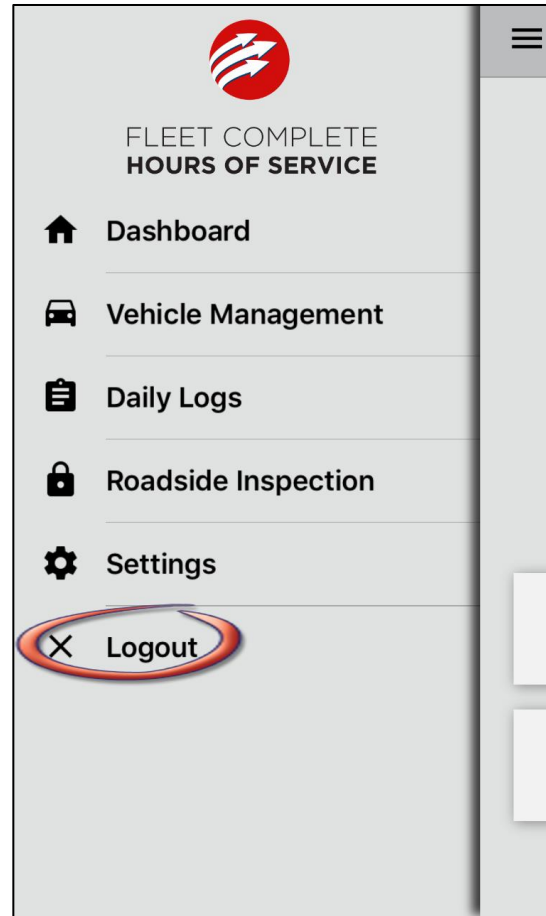 FLEET COMPLETE
HOURS OF SERVICE
Dashboard
Vehicle Management
Daily Logs
Roadside Inspection
Settings
Logout